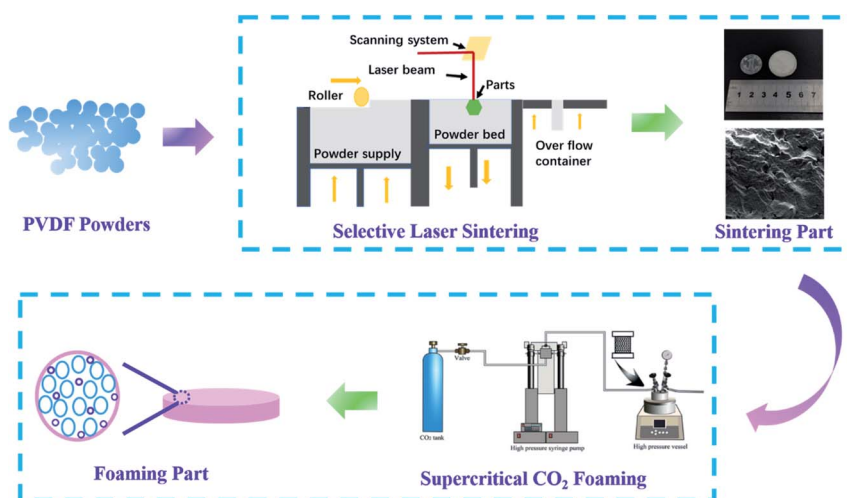 Scanning system
Laser beam
Roller
Parts
Powder supply
Powder bed
Over flow
container
1 2 3 4 5 6 7
PVDF Powders
Selective Laser Sintering
Sintering Part
Valve
CO₂ tank
High pressure syringe pump
High pressure vessel
Foaming Part
Supercritical CO₂ Foaming